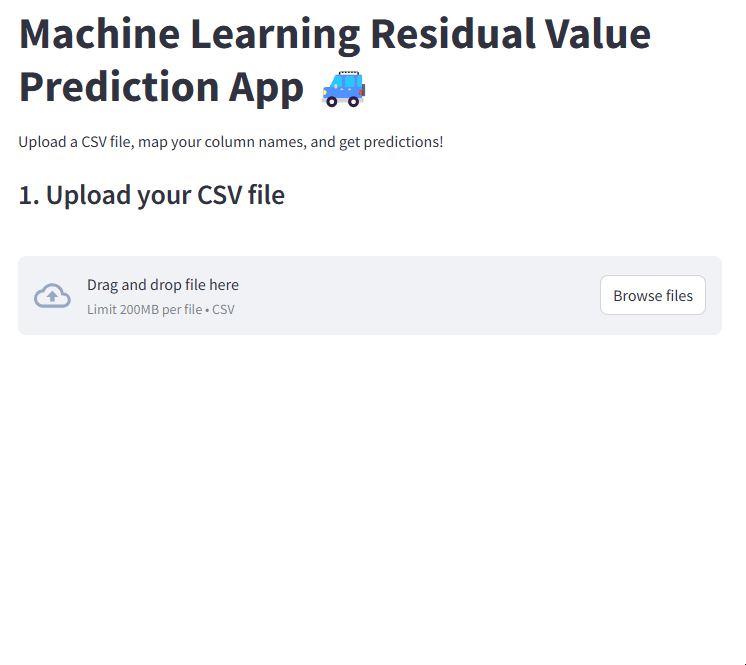 Machine Learning Residual Value
Prediction App
Upload a CSV file, map your column names, and get predictions!
1. Upload your CSV file
Drag and drop file here
Limit 200MB per file • CSV
Browse files